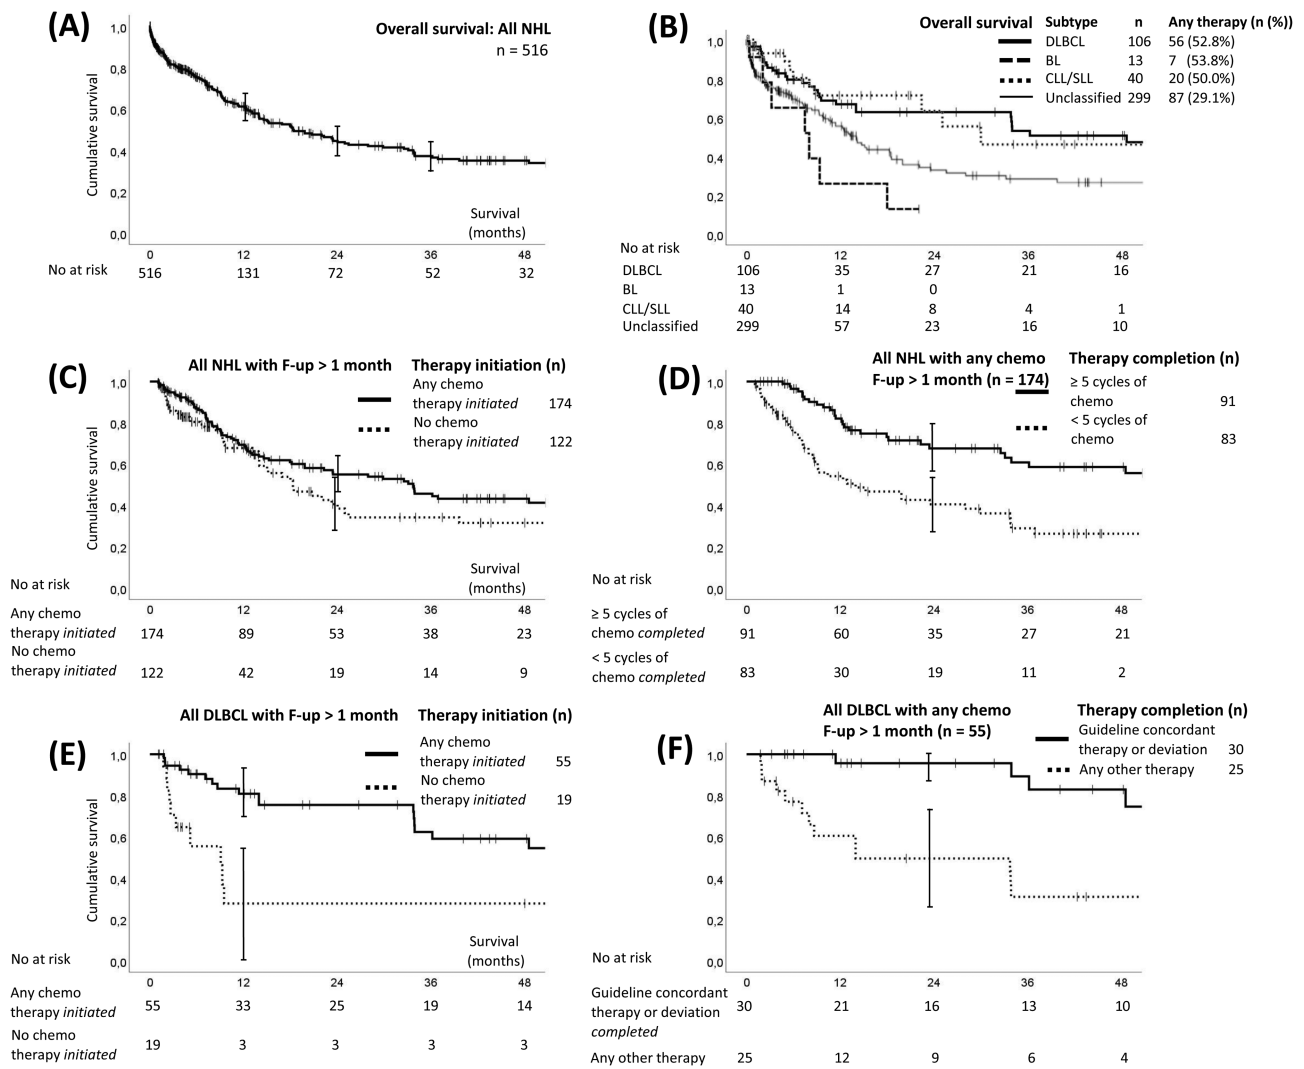 (A)
Overall survival: All NHL
n = 516
Cumulative survival
1,0
0,8
0,6
0,4
0,2
0,0
Survival
(months)
0 12 24 36 48
No at risk
516 131 72 52 32
(B)
Overall survival Subtype n Any therapy (n (%))
DLBCL 106 56 (52.8%)
BL 13 7 (53.8%)
CLL/SLL 40 20 (50.0%)
Unclassified 299 87 (29.1%)
1,0
0,8
0,6
0,4
0,2
0,0
No at risk
0 12 24 36 48
DLBCL 106 35 27 21 16
BL 13 1 0
CLL/SLL 40 14 8 4 1
Unclassified 299 57 23 16 10
(C)
All NHL with F-up > 1 month Therapy initiation (n)
Any chemo
therapy initiated 174
No chemo
therapy initiated 122
Cumulative survival
1,0
0,8
0,6
0,4
0,2
0,0
Survival
(months)
No at risk
0 12 24 36 48
Any chemo
therapy initiated 174 89 53 38 23
No chemo
therapy initiated 122 42 19 14 9
(D)
All NHL with any chemo
F-up > 1 month (n = 174)
Therapy completion (n)
≥ 5 cycles of
chemo 91
< 5 cycles of
chemo 83
1,0
0,8
0,6
0,4
0,2
0,0
No at risk
0 12 24 36 48
≥ 5 cycles of
chemo completed 91 60 35 27 21
< 5 cycles of
chemo completed 83 30 19 11 2
(E)
All DLBCL with F-up > 1 month Therapy initiation (n)
Any chemo
therapy initiated 55
No chemo
therapy initiated 19
Cumulative survival
1,0
0,8
0,6
0,4
0,2
0,0
Survival
(months)
No at risk
0 12 24 36 48
Any chemo
therapy initiated 55 33 25 19 14
No chemo
therapy initiated 19 3 3 3 3
(F)
All DLBCL with any chemo
F-up > 1 month (n = 55)
Therapy completion (n)
Guideline concordant
therapy or deviation 30
Any other therapy 25
1,0
0,8
0,6
0,4
0,2
0,0
No at risk
0 12 24 36 48
Guideline concordant
therapy or deviation
completed
30 21 16 13 10
Any other therapy 25 12 9 6 4